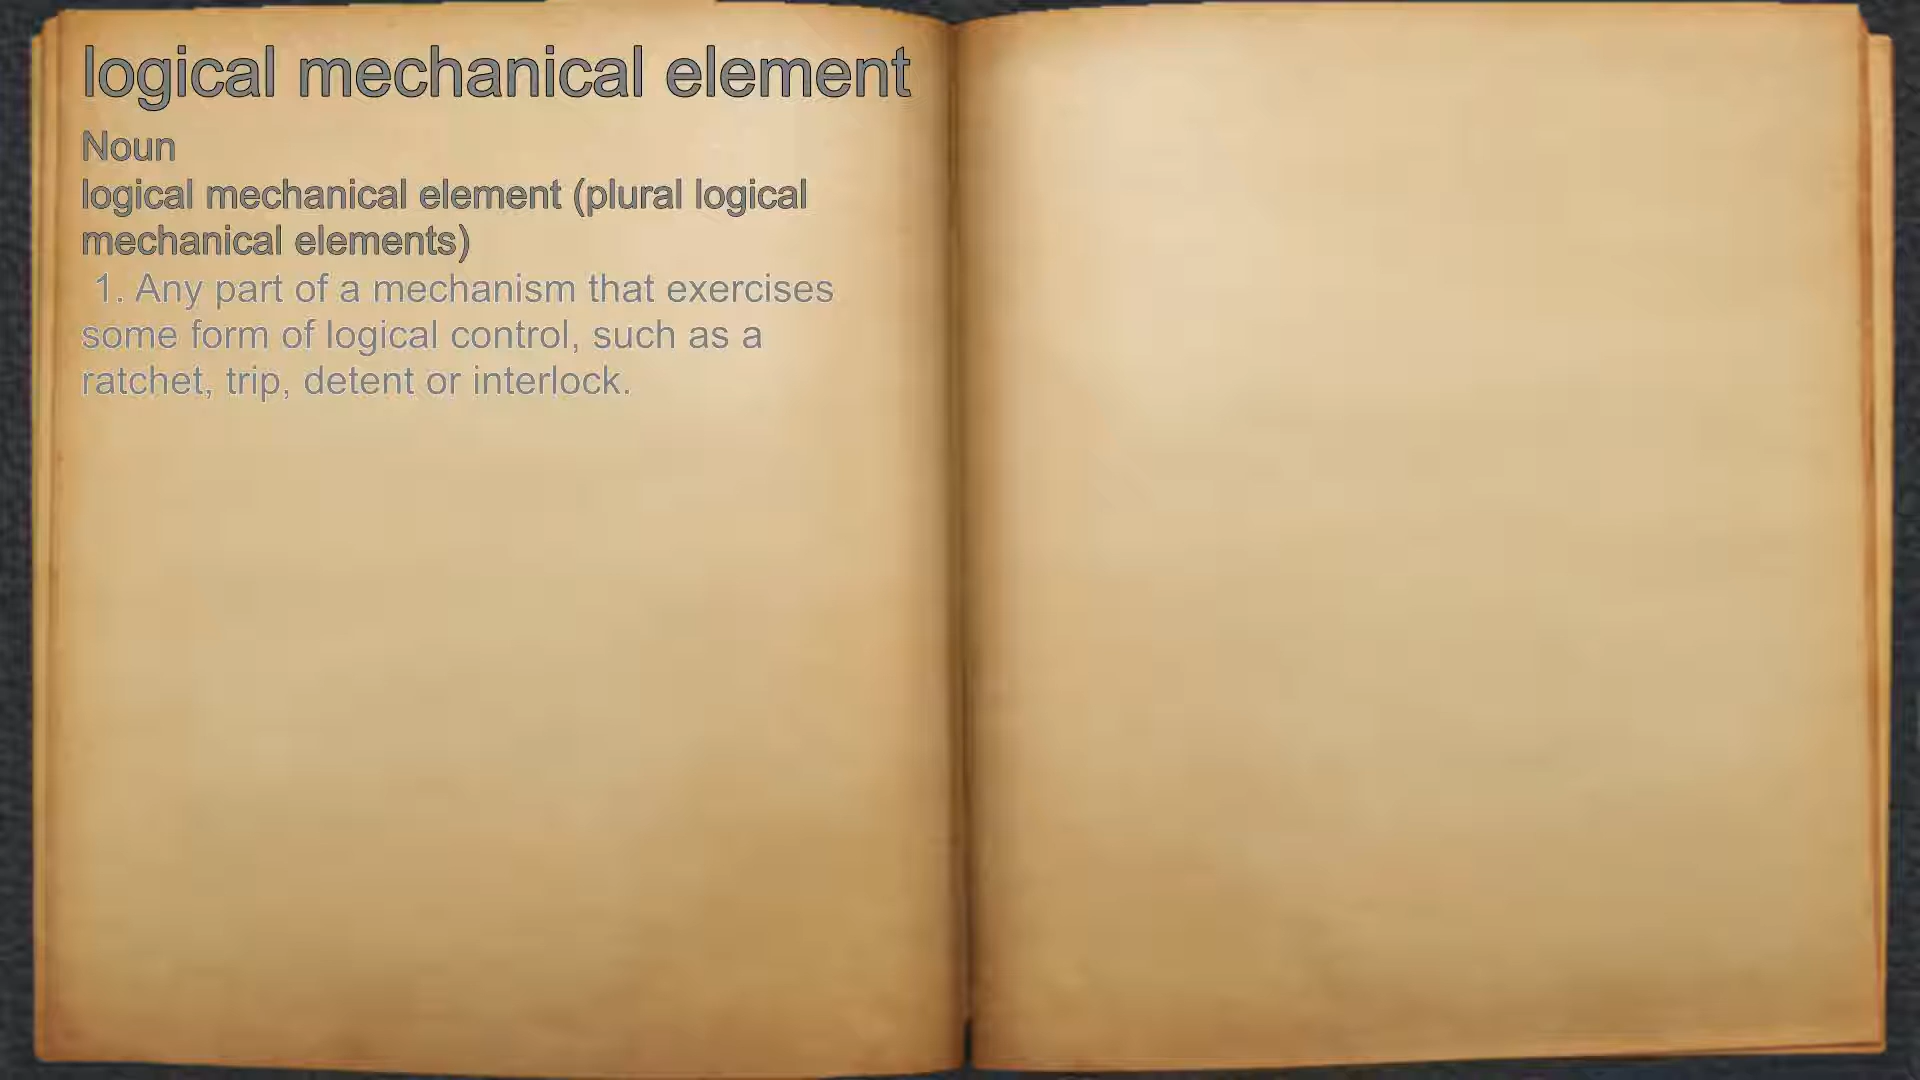 logical mechanical element
Noun
logical mechanical element (plural logical
mechanical elements)
1. Any part of a mechanism that exercises
some form of logical control, such as a
ratchet, trip, detent or interlock.